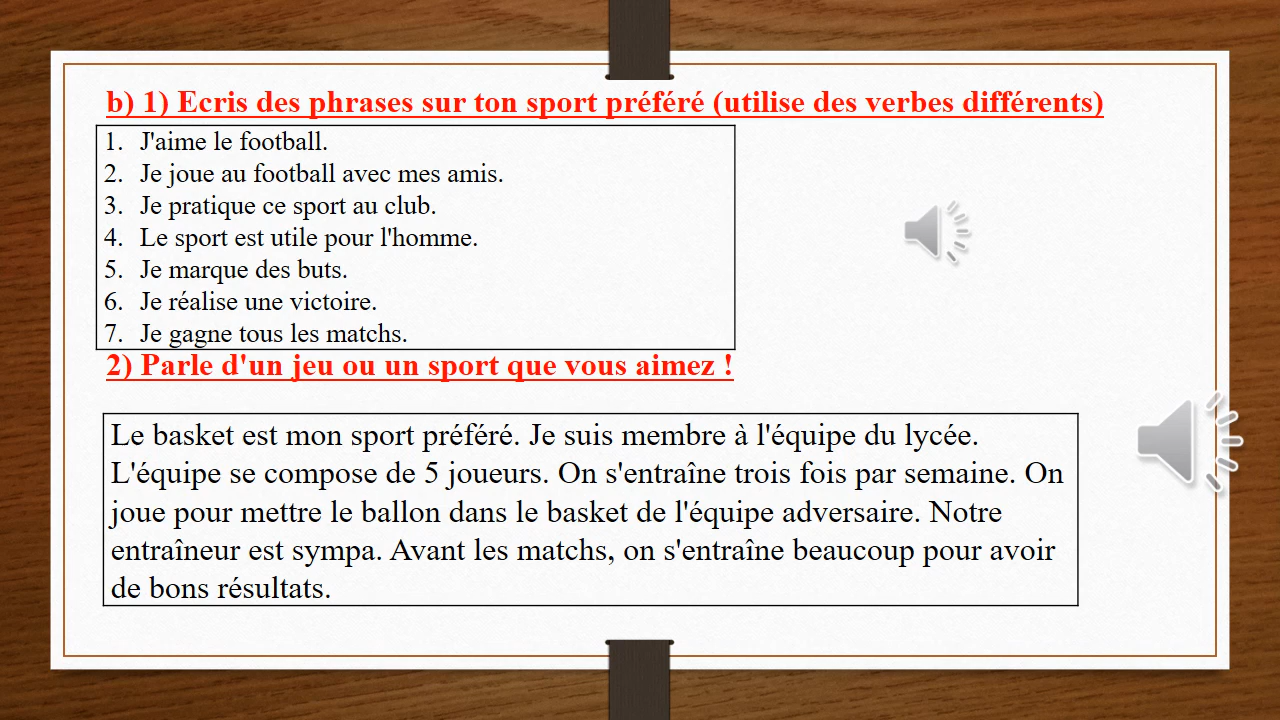 b) 1) Ecris des phrases sur ton sport préféré (utilise des verbes différents)
1. J'aime le football.
2. Je joue au football avec mes amis.
3. Je pratique ce sport au club.
4. Le sport est utile pour l'homme.
5. Je marque des buts.
6. Je réalise une victoire.
7. Je gagne tous les matchs.
2) Parle d'un jeu ou un sport que vous aimez !
Le basket est mon sport préféré. Je suis membre à l'équipe du lycée.
L'équipe se compose de 5 joueurs. On s'entraîne trois fois par semaine. On
joue pour mettre le ballon dans le basket de l'équipe adversaire. Notre
entraîneur est sympa. Avant les matchs, on s'entraîne beaucoup pour avoir
de bons résultats.